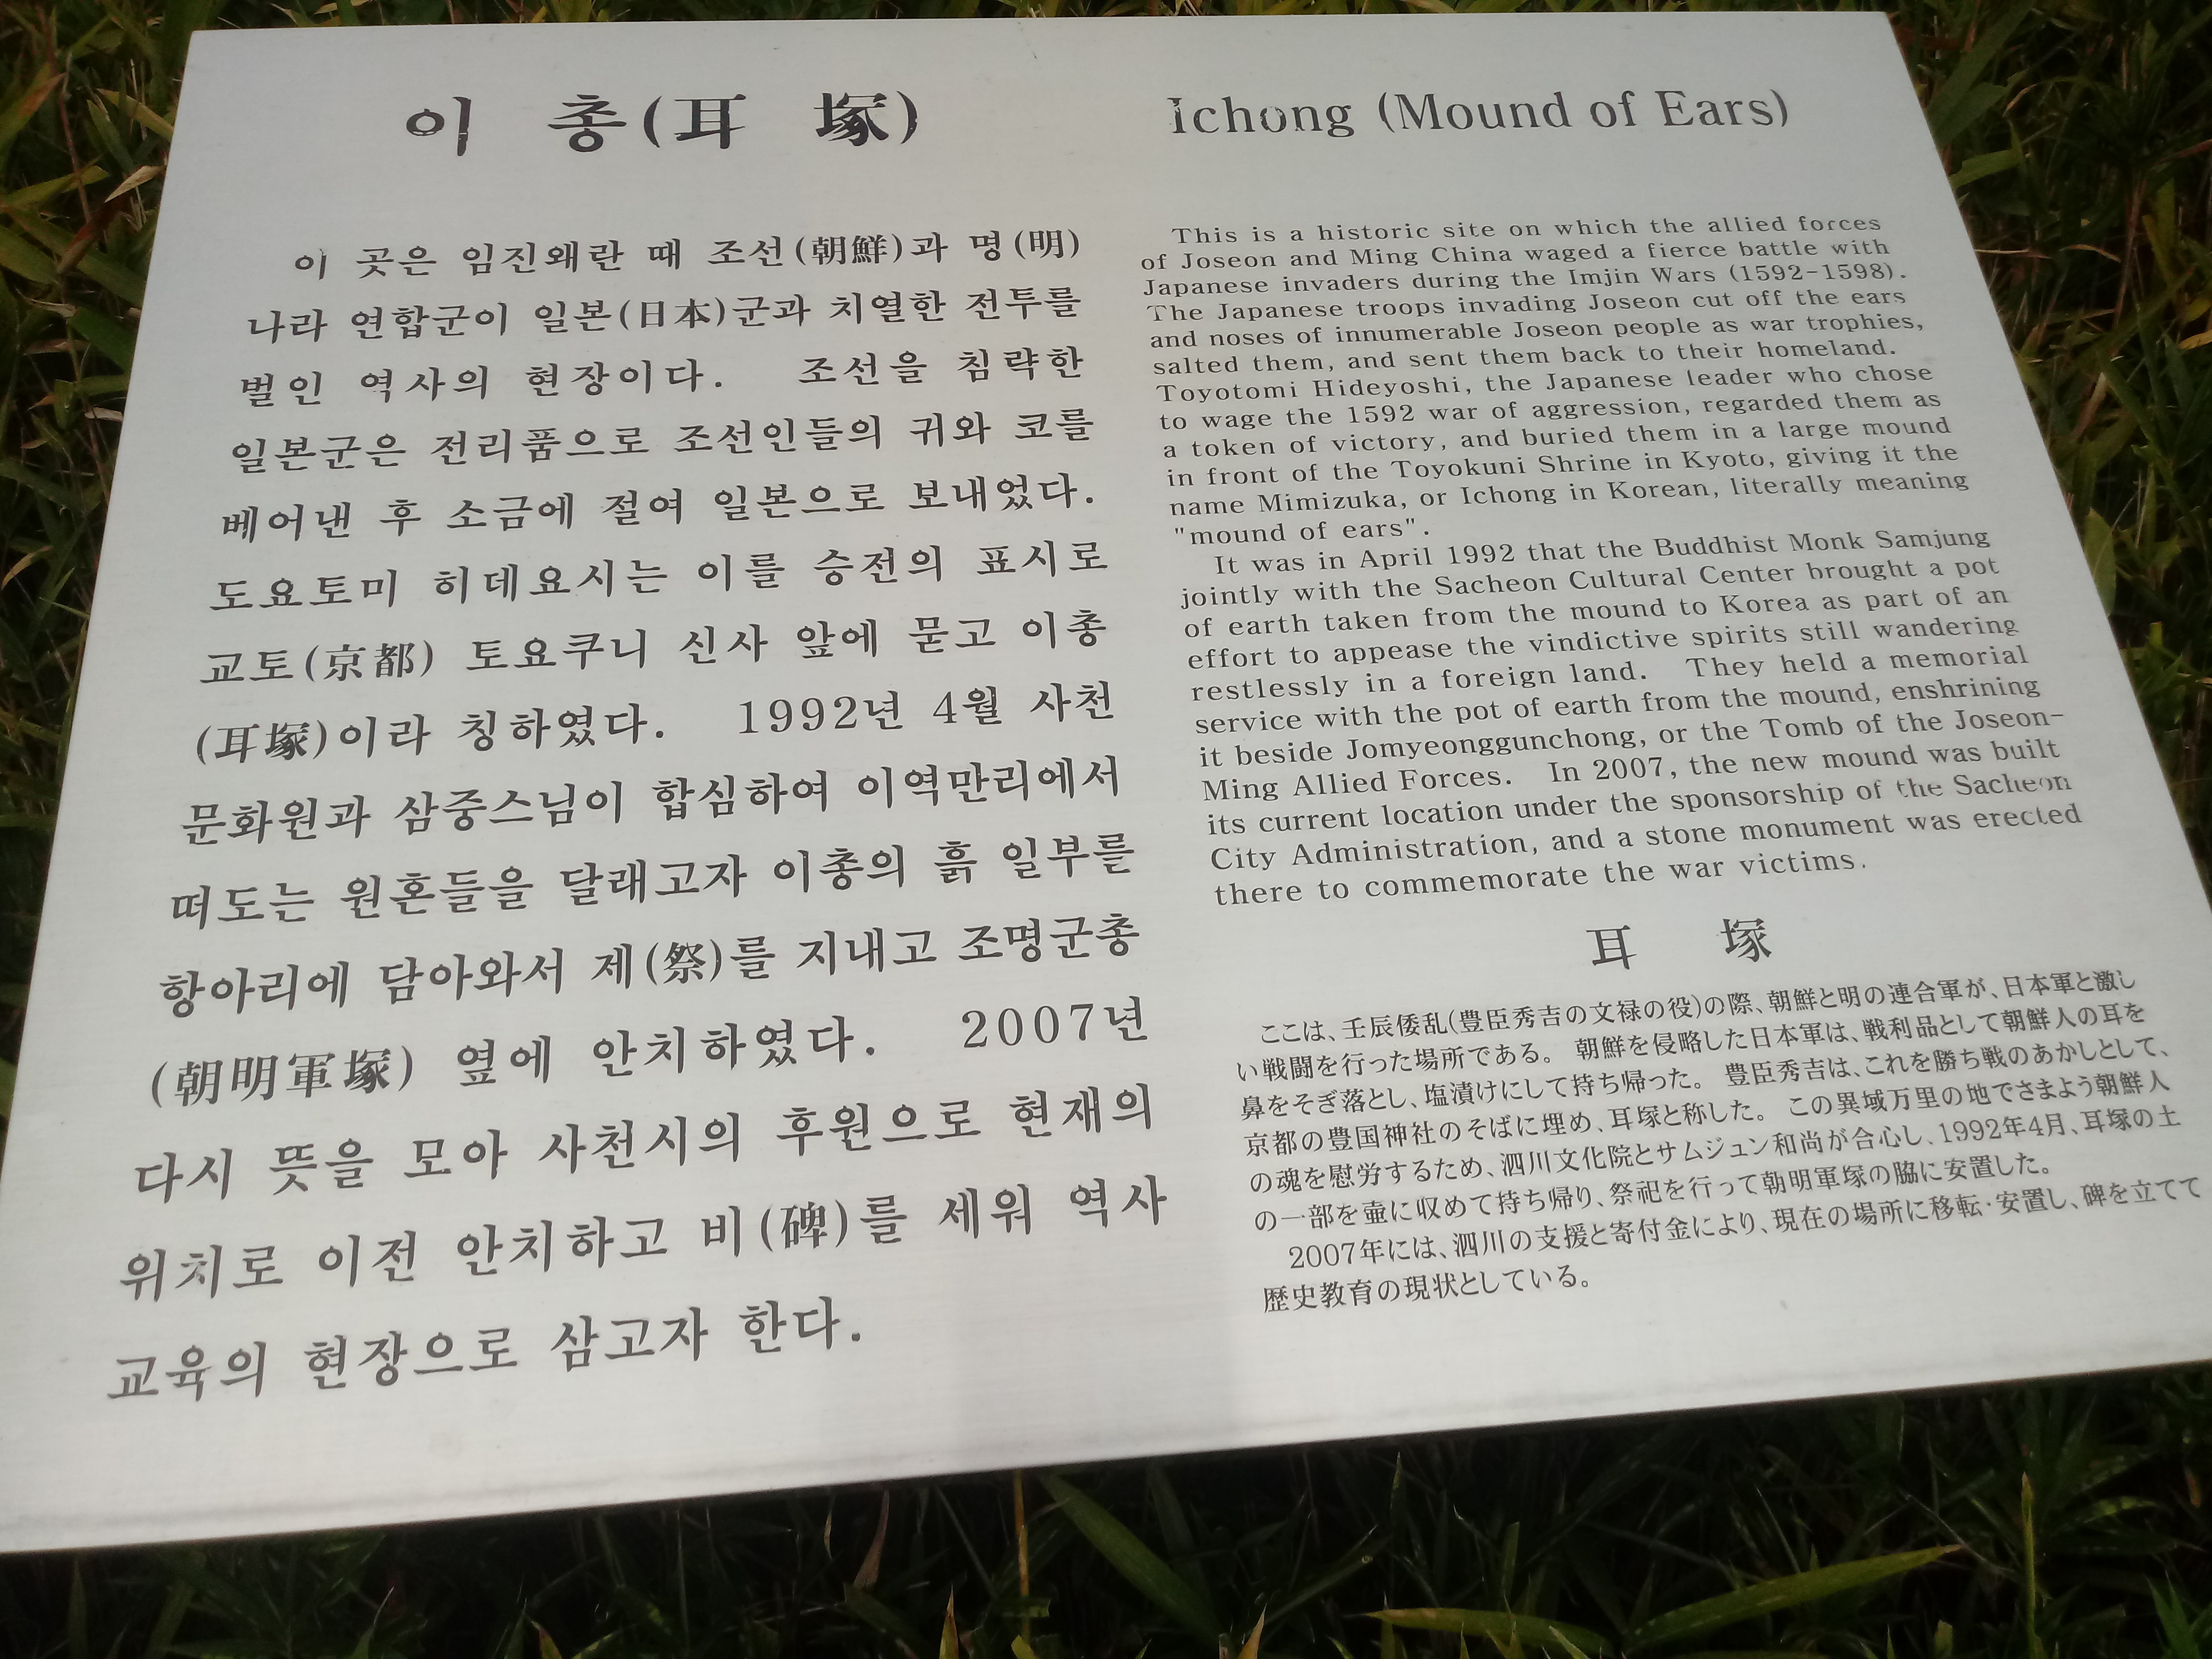 이 총(耳 塚)
이 곳은 임진왜란 때 조선(朝鮮)과 명(明)
나라 연합군이 일본(日本)군과 치열한 전투를
벌인 역사의 현장이다. 조선을 침략한
일본군은 전리품으로 조선인들의 귀와 코를
베어낸 후 소금에 절여 일본으로 보내었다.
도요토미 히데요시는 이를 승전의 표시로
교토(京都) 토요쿠니 신사 앞에 묻고 이총
(耳塚)이라 칭하였다. 1992년 4월 사천
문화원과 삼중스님이 합심하여 이역만리에서
떠도는 원혼들을 달래고자 이총의 흙 일부를
항아리에 담아와서 제(祭)를 지내고 조명군총
(朝明軍塚) 옆에 안치하였다. 2007년
다시 뜻을 모아 사천시의 후원으로 현재의
위치로 이전 안치하고 비(碑)를 세워 역사
교육의 현장으로 삼고자 한다.
Ichong (Mound of Ears)
This is a historic site on which the allied forces
of Joseon and Ming China waged a fierce battle with
Japanese invaders during the Imjin Wars (1592-1598).
The Japanese troops invading Joseon cut off the ears
and noses of innumerable Joseon people as war trophies,
salted them, and sent them back to their homeland.
Toyotomi Hideyoshi, the Japanese leader who chose
to wage the 1592 war of aggression, regarded them as
a token of victory, and buried them in a large mound
in front of the Toyokuni Shrine in Kyoto, giving it the
name Mimizuka, or Ichong in Korean, literally meaning
"mound of ears".
It was in April 1992 that the Buddhist Monk Samjung
jointly with the Sacheon Cultural Center brought a pot
of earth taken from the mound to Korea as part of an
effort to appease the vindictive spirits still wandering
restlessly in a foreign land. They held a memorial
service with the pot of earth from the mound, enshrining
it beside Jomyeonggunchong, or the Tomb of the Joseon-
Ming Allied Forces. In 2007, the new mound was built
its current location under the sponsorship of the Sacheon
City Administration, and a stone monument was erected
there to commemorate the war victims.
耳 塚
ここは、壬辰倭乱(豊臣秀吉の文禄の役)の際、朝鮮と明の連合軍が、日本軍と激し
い戦闘を行った場所である。 朝鮮を侵略した日本軍は、戦利品として朝鮮人の耳を
鼻をそぎ落とし、塩漬けにして持ち帰った。 豊臣秀吉は、これを勝ち戦のあかしとして、
京都の豊国神社のそばに埋め、耳塚と称した。 この異域万里の地でさまよう朝鮮人
の魂を慰労するため、泗川文化院とサムジュン和尚が合心し、1992年4月、耳塚の土
の一部を壷に収めて持ち帰り、祭祀を行って朝明軍塚の脇に安置した。
2007年には、泗川の支援と寄付金により、現在の場所に移転·安置し、碑を立てて
歴史教育の現状としている。